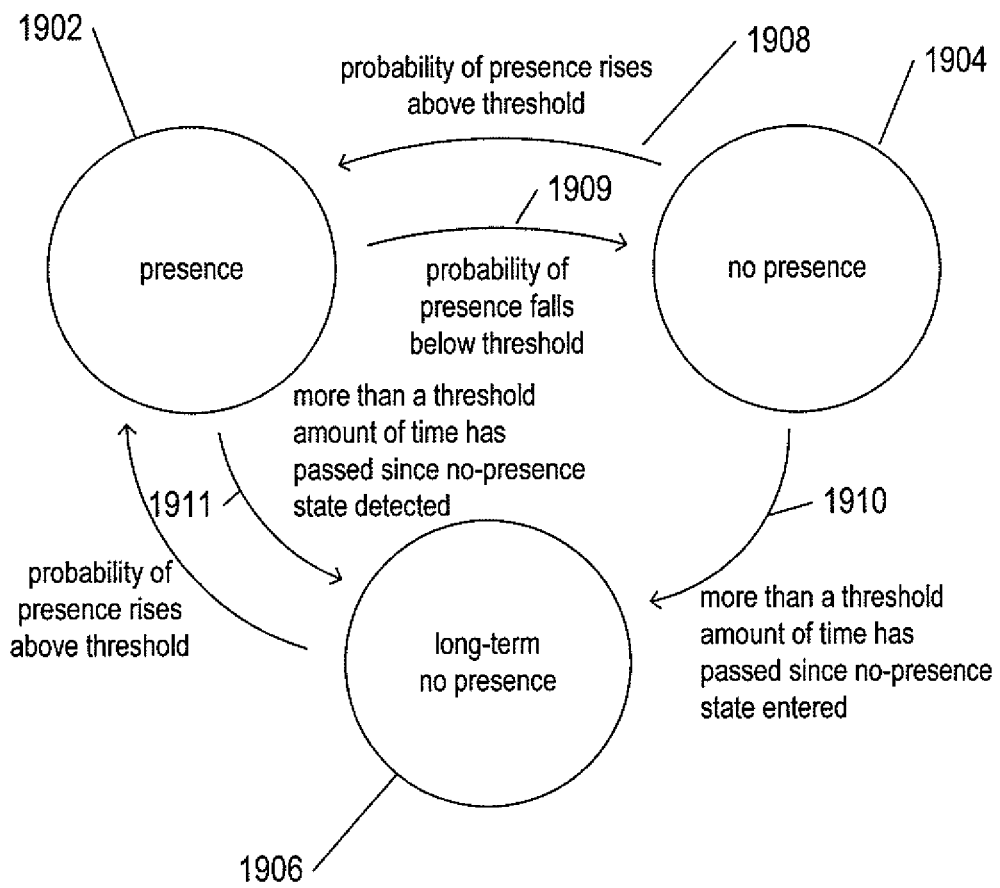 1902
1908
1904
probability of presence rises
above threshold
1909
presence
no presence
probability of
presence falls
below threshold
more than a threshold
amount of time has
passed since no-presence
state detected
1911
1910
probability of
presence rises
above threshold
long-term
no presence
more than a threshold
amount of time has
passed since no-presence
state entered
1906